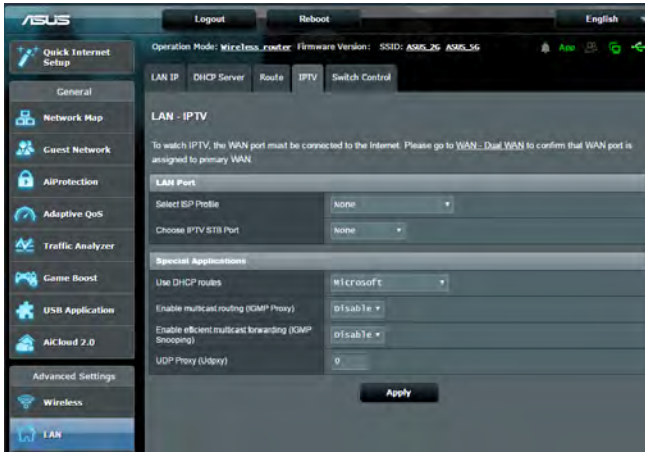 ASUS
Logout
Reboot
English
Quick Internet Setup
Operation Mode: Wireless router Firmware Version: SSID: ASUS_2G ASUS_5G
App
General
Network Map
Guest Network
AiProtection
Adaptive QoS
Traffic Analyzer
Game Boost
USB Application
AiCloud 2.0
Advanced Settings
Wireless
LAN
LAN IP
DHCP Server
Route
IPTV
Switch Control
LAN - IPTV
To watch IPTV, the WAN port must be connected to the Internet. Please go to WAN - Dual WAN to confirm that WAN port is
assigned to primary WAN.
LAN Port
Select ISP Profile
None
Choose IPTV STB Port
None
Special Applications
Use DHCP routes
Microsoft
Enable multicast routing (IGMP Proxy)
Disable
Enable efficient multicast forwarding (IGMP
Snooping)
Disable
UDP Proxy (Udpxy)
0
Apply